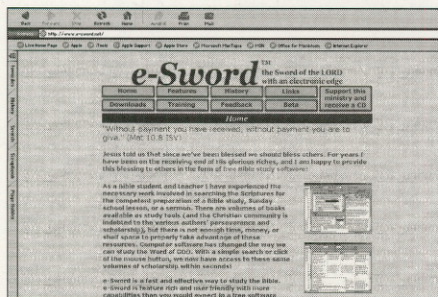 Back Forward Stop Refresh Home AutoFill Print Mail
http://www.e-sword.net/
Live Home Page Apple iTools Apple Support Apple Store Microsoft MacTopia MSN Office for Macintosh Internet Explorer
Favorites
History
Search
Scrapbook
Page Holder
e-Sword™
the Sword of the LORD
with an electronic edge
Home Features History Links Support this ministry and receive a CD
Downloads Training Feedback Beta
Home
"Without payment you have received, without payment you are to
give." (Mat 10:8 ISV)
Jesus told us that since we've been blessed we should bless others. For years I
have been on the receiving end of His glorious riches, and I am happy to provide
this blessing to others in the form of free Bible study software!
As a Bible student and teacher I have experienced the
necessary work involved in searching the Scriptures for
the competent preparation of a Bible study, Sunday
school lesson, or a sermon. There are volumes of books
available as study tools (and the Christian community is
indebted to the various authors' perseverance and
scholarship), but there is not enough time, money, or
shelf space to properly take advantage of these
resources. Computer software has changed the way we
can study the Word of GOD. With a simple search or click
of the mouse button, we now have access to these same
volumes of scholarship within seconds!
e-Sword is a fast and effective way to study the Bible.
e-Sword is feature rich and user friendly with more
capabilities than you would expect in a free software